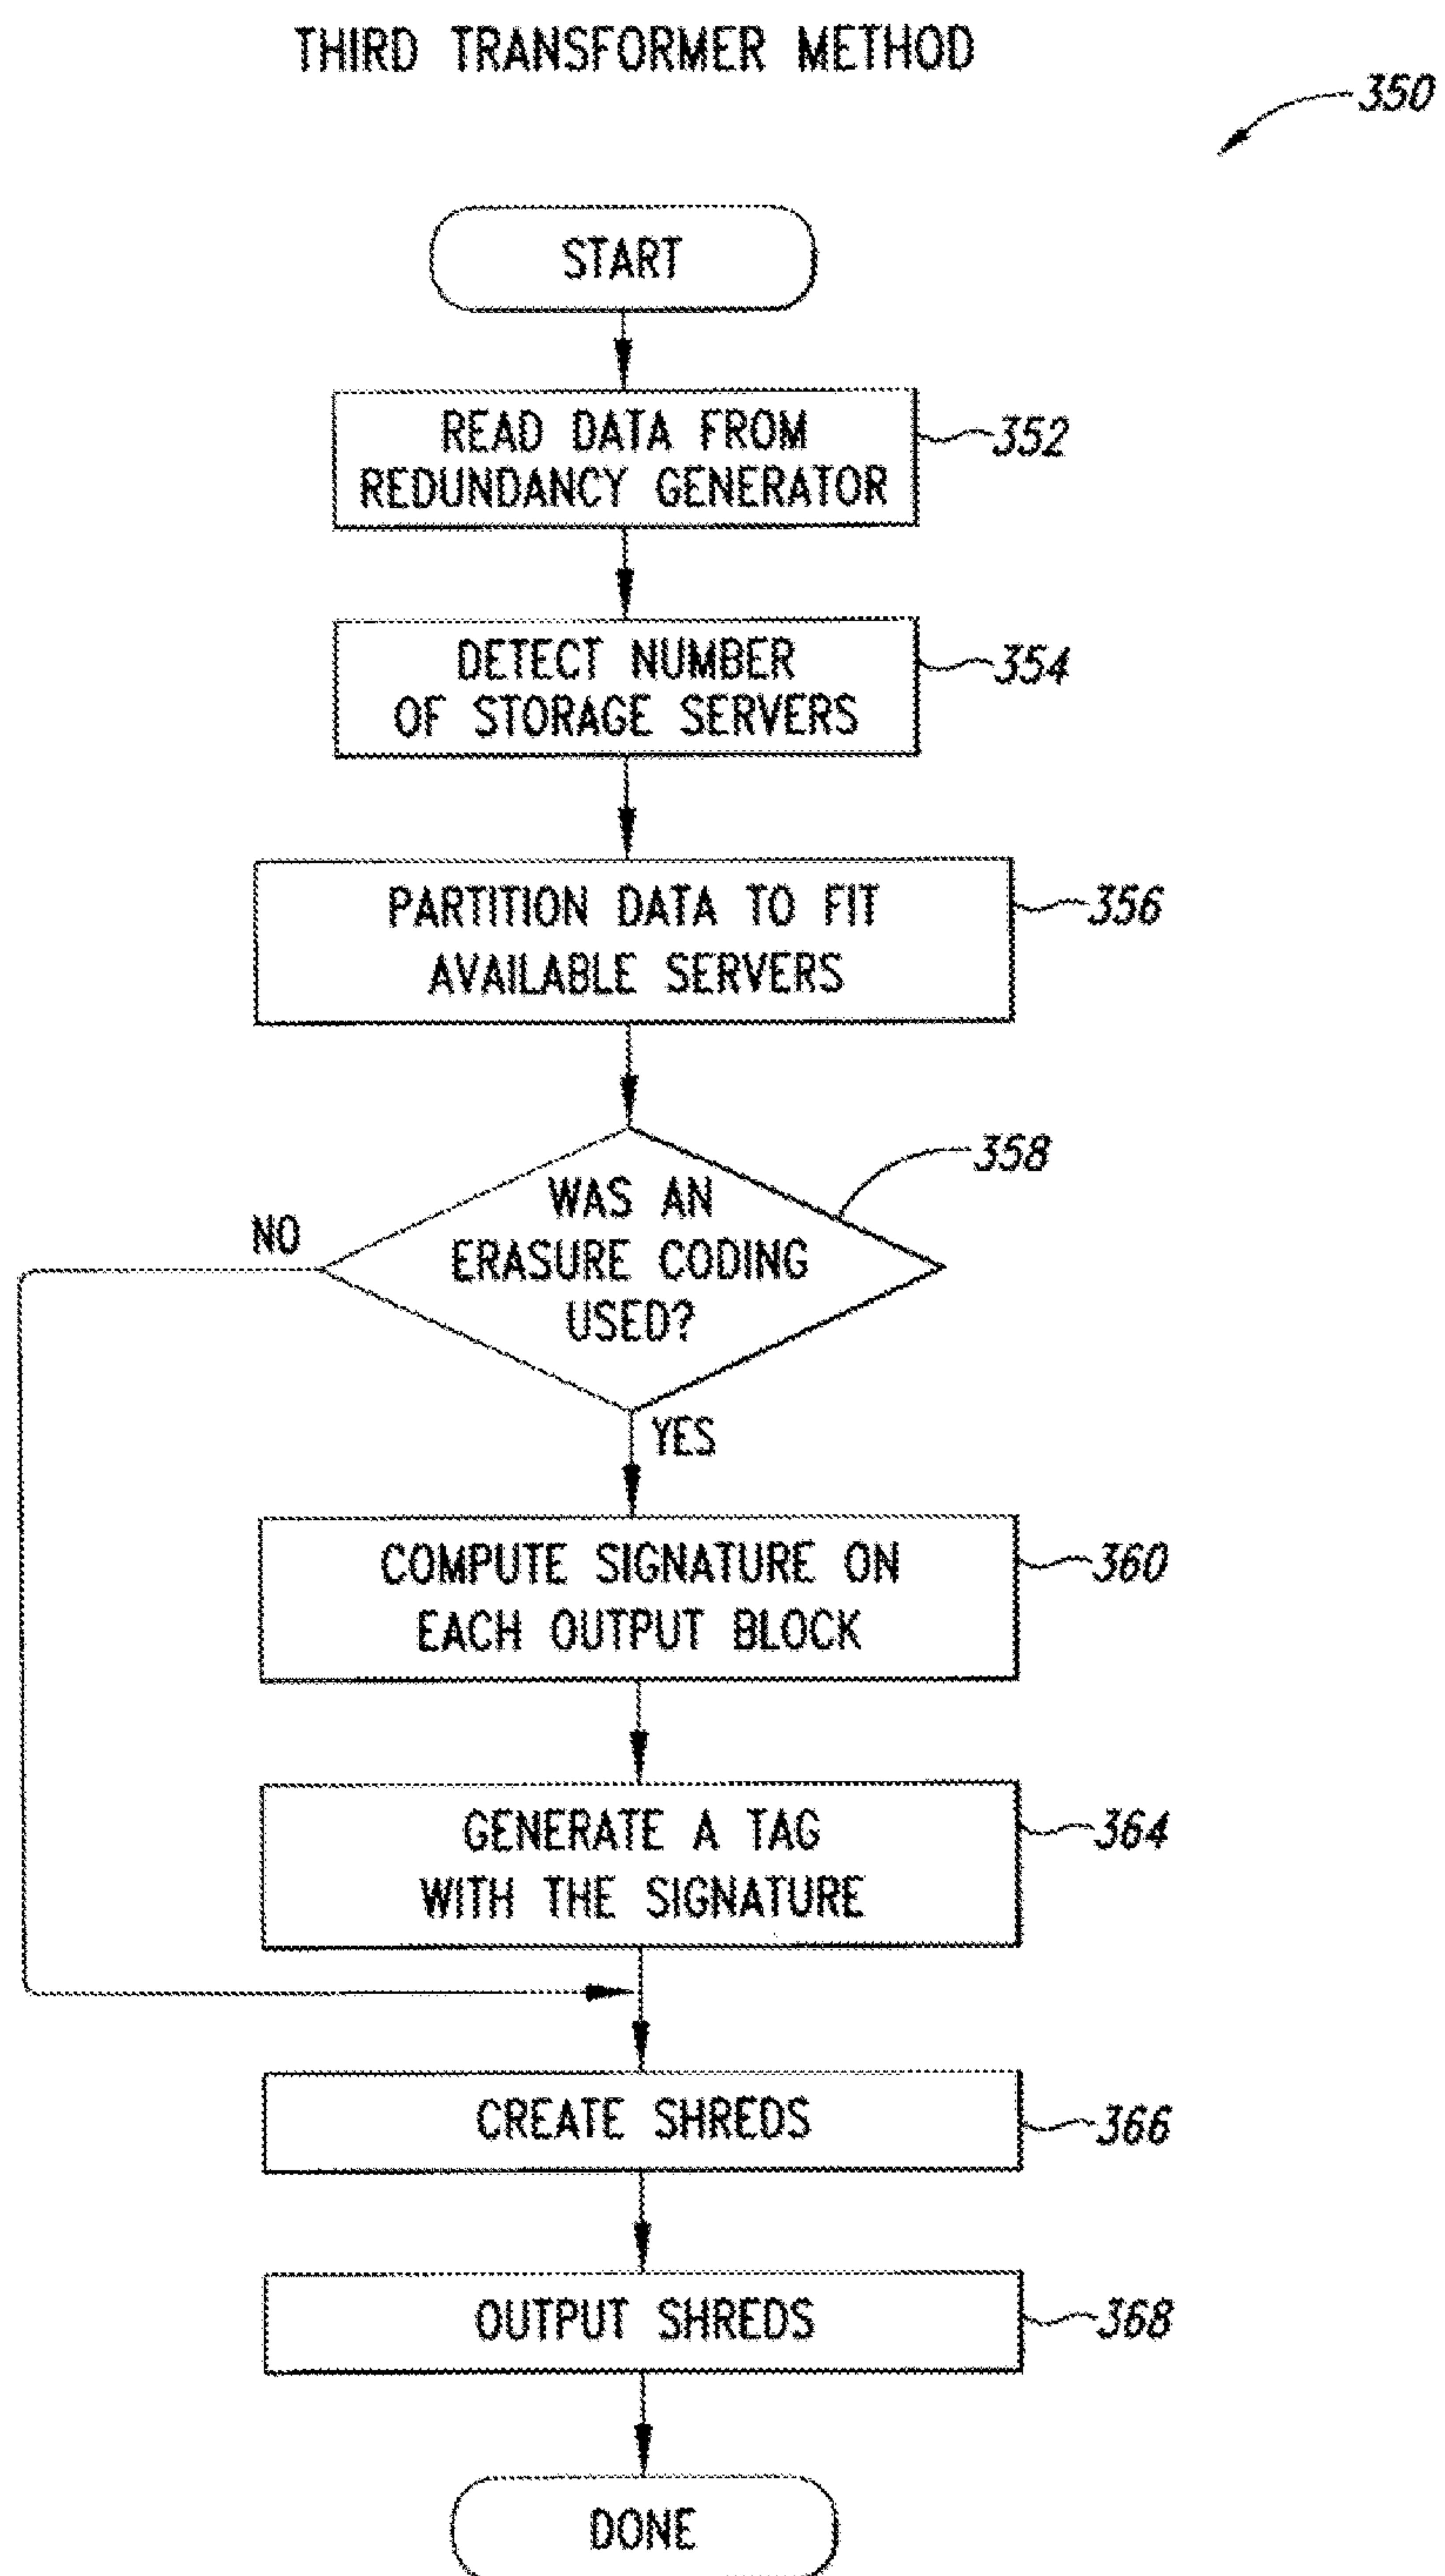 THIRD TRANSFORMER METHOD
350
START
READ DATA FROM
REDUNDANCY GENERATOR
352
DETECT NUMBER
OF STORAGE SERVERS
354
PARTITION DATA TO FIT
AVAILABLE SERVERS
356
358
WAS AN
ERASURE CODING
USED?
NO
YES
COMPUTE SIGNATURE ON
EACH OUTPUT BLOCK
360
GENERATE A TAG
WITH THE SIGNATURE
364
CREATE SHREDS
366
OUTPUT SHREDS
368
DONE